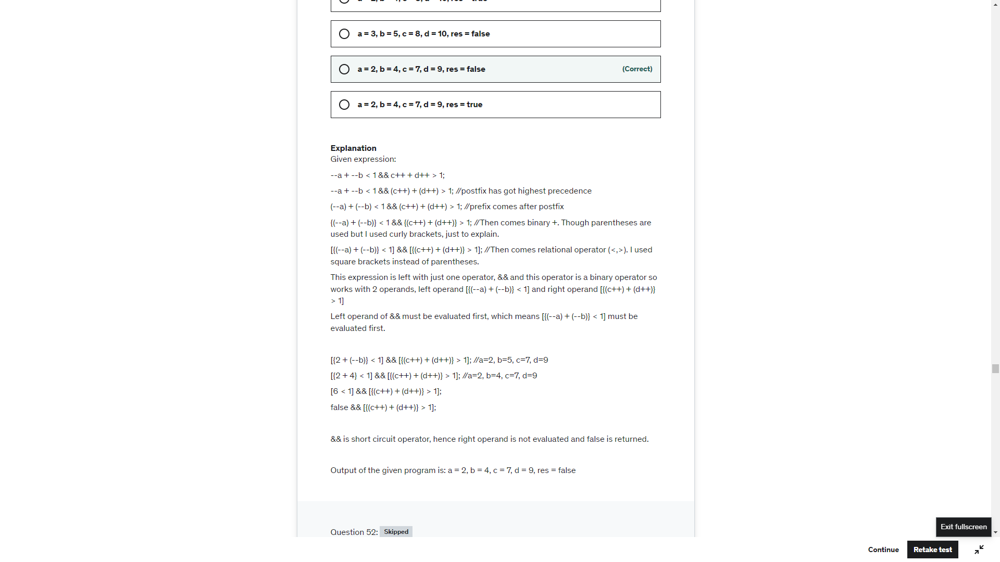 a = 3, b = 5, c = 8, d = 10, res = false
a = 2, b = 4, c = 7, d = 9, res = false (Correct)
a = 2, b = 4, c = 7, d = 9, res = true
Explanation
Given expression:
--a + --b < 1 && c++ + d++ > 1;
--a + --b < 1 && (c++) + (d++) > 1; //postfix has got highest precedence
(--a) + (--b) < 1 && (c++) + (d++) > 1; //prefix comes after postfix
{(--a) + (--b)} < 1 && {(c++) + (d++)} > 1; //Then comes binary +. Though parentheses are
used but I used curly brackets, just to explain.
[{(--a) + (--b)} < 1] && [{(c++) + (d++)} > 1]; //Then comes relational operator (<,>). I used
square brackets instead of parentheses.
This expression is left with just one operator, && and this operator is a binary operator so
works with 2 operands, left operand [{(--a) + (--b)} < 1] and right operand [{(c++) + (d++)}
> 1]
Left operand of && must be evaluated first, which means [{(--a) + (--b)} < 1] must be
evaluated first.
[{2 + (--b)} < 1] && [{(c++) + (d++)} > 1]; //a=2, b=5, c=7, d=9
[{2 + 4} < 1] && [{(c++) + (d++)} > 1]; //a=2, b=4, c=7, d=9
[6 < 1] && [{(c++) + (d++)} > 1];
false && [{(c++) + (d++)} > 1];
&& is short circuit operator, hence right operand is not evaluated and false is returned.
Output of the given program is: a = 2, b = 4, c = 7, d = 9, res = false
Question 52: Skipped
Exit fullscreen
Continue Retake test